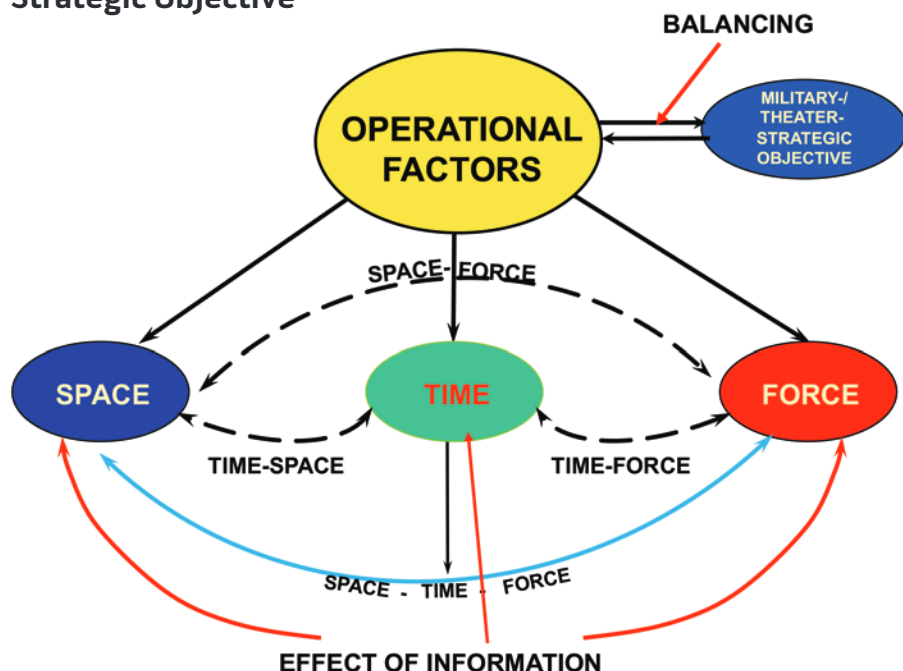 Strategic Objective
BALANCING
OPERATIONAL
FACTORS
MILITARY-/
THEATER-
STRATEGIC
OBJECTIVE
SPACE-FORCE
SPACE
TIME
FORCE
TIME-SPACE
TIME-FORCE
SPACE - TIME - FORCE
EFFECT OF INFORMATION